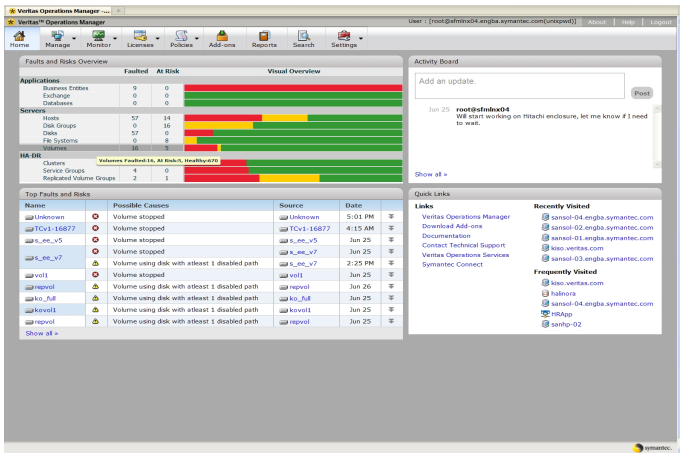 Veritas Operations Manager -...
Veritas™ Operations Manager
User : [root@sfmlnx04.engba.symantec.com(unixpwd)] About Help Logout
Home Manage Monitor Licenses Policies Add-ons Reports Search Settings
Faults and Risks Overview
Faulted At Risk Visual Overview
Applications
Business Entities 9 0
Exchange 0 0
Databases 0 0
Servers
Hosts 57 14
Disk Groups 0 16
Disks 57 0
File Systems 0 8
Volumes 16 5
Volumes Faulted:16, At Risk:5, Healthy:670
HA-DR
Clusters
Service Groups 4 0
Replicated Volume Groups 2 1
Activity Board
Add an update.
Post
Jun 25 root@sfmlnx04
Will start working on Hitachi enclosure, let me know if I need
to wait.
Show all »
Top Faults and Risks
Name Possible Causes Source Date
Unknown Volume stopped Unknown 5:01 PM
TCv1-16877 Volume stopped TCv1-16877 4:15 AM
s_ee_v5 Volume stopped s_ee_v5 Jun 25
s_ee_v7 Volume stopped s_ee_v7 Jun 25
Volume using disk with atleast 1 disabled path s_ee_v7 2:25 PM
vol1 Volume stopped vol1 Jun 25
repvol Volume using disk with atleast 1 disabled path repvol Jun 26
ko_full Volume using disk with atleast 1 disabled path ko_full Jun 25
kovol1 Volume using disk with atleast 1 disabled path kovol1 Jun 25
repvol Volume using disk with atleast 1 disabled path repvol Jun 25
Show all »
Quick Links
Links
Veritas Operations Manager
Download Add-ons
Documentation
Contact Technical Support
Veritas Operations Services
Symantec Connect
Recently Visited
sansol-04.engba.symantec.com
sansol-02.engba.symantec.com
sansol-01.engba.symantec.com
kiso.veritas.com
sansol-03.engba.symantec.com
Frequently Visited
kiso.veritas.com
halinora
sansol-04.engba.symantec.com
HRApp
sanhp-02
symantec.